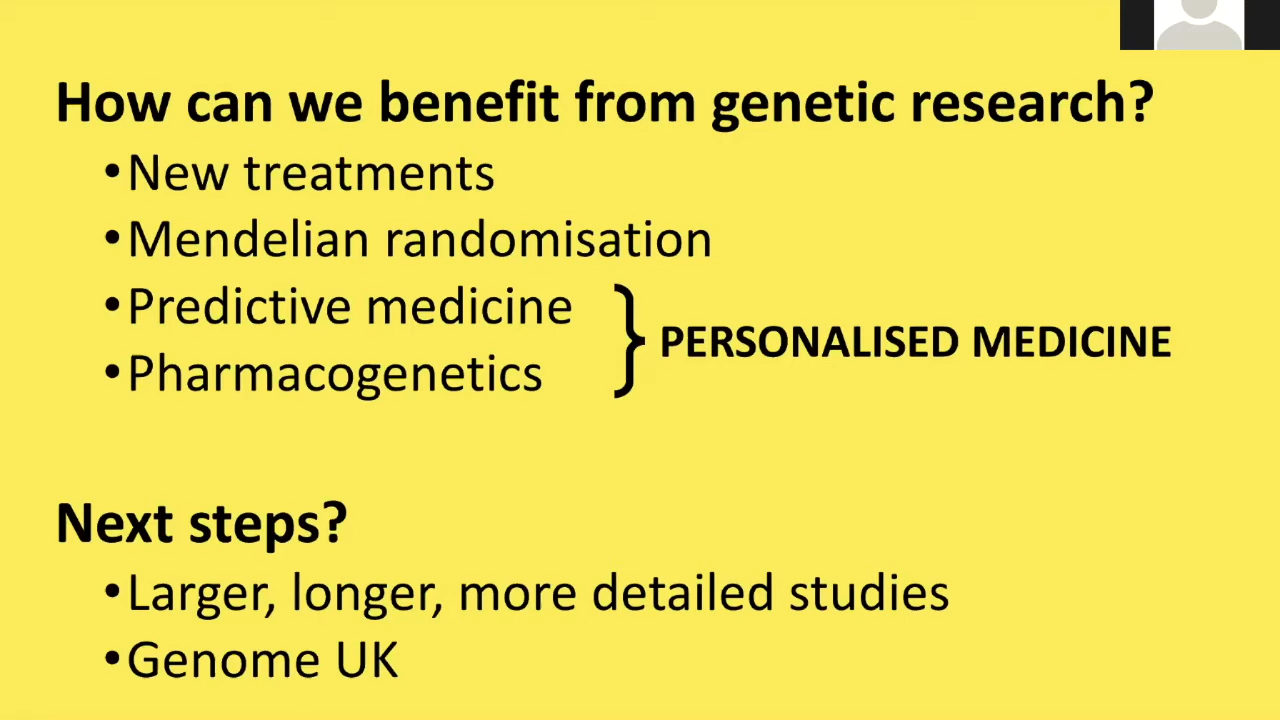 How can we benefit from genetic research?
•New treatments
•Mendelian randomisation
•Predictive medicine
•Pharmacogenetics
PERSONALISED MEDICINE
Next steps?
•Larger, longer, more detailed studies
•Genome UK